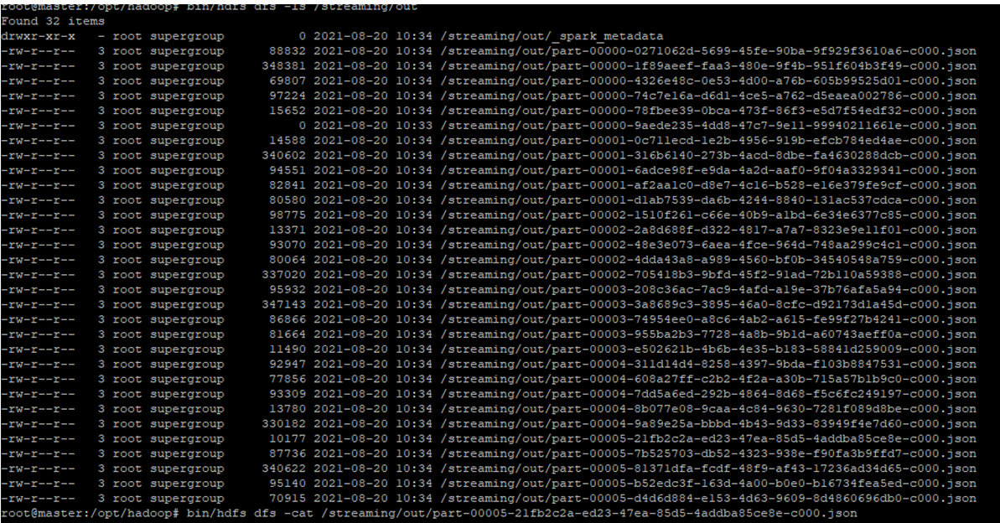 root@master:/opt/hadoop# bin/hdfs dfs -ls /streaming/out
Found 32 items
drwxr-xr-x   - root supergroup          0 2021-08-20 10:34 /streaming/out/_spark_metadata
-rw-r--r--   3 root supergroup      88832 2021-08-20 10:34 /streaming/out/part-00000-0271062d-5699-45fe-90ba-9f929f3610a6-c000.json
-rw-r--r--   3 root supergroup     348381 2021-08-20 10:34 /streaming/out/part-00000-1f89aeef-faa3-480e-9f4b-951f604b3f49-c000.json
-rw-r--r--   3 root supergroup      69807 2021-08-20 10:34 /streaming/out/part-00000-4326e48c-0e53-4d00-a76b-605b99525d01-c000.json
-rw-r--r--   3 root supergroup      97224 2021-08-20 10:34 /streaming/out/part-00000-74c7e16a-d6d1-4ce5-a762-d5eaea002786-c000.json
-rw-r--r--   3 root supergroup      15652 2021-08-20 10:34 /streaming/out/part-00000-78fbee39-0bca-473f-86f3-e5d7f54edf32-c000.json
-rw-r--r--   3 root supergroup          0 2021-08-20 10:33 /streaming/out/part-00000-9aede235-4dd8-47c7-9e11-99940211661e-c000.json
-rw-r--r--   3 root supergroup      14588 2021-08-20 10:34 /streaming/out/part-00001-0c711ecd-1e2b-4956-919b-efcb784ed4ae-c000.json
-rw-r--r--   3 root supergroup     340602 2021-08-20 10:34 /streaming/out/part-00001-316b6140-273b-4acd-8dbe-fa4630288dcb-c000.json
-rw-r--r--   3 root supergroup      94551 2021-08-20 10:34 /streaming/out/part-00001-6adce98f-e9da-4a2d-aaf0-9f04a3329341-c000.json
-rw-r--r--   3 root supergroup      82841 2021-08-20 10:34 /streaming/out/part-00001-af2aa1c0-d8e7-4c16-b528-e16e379fe9cf-c000.json
-rw-r--r--   3 root supergroup      80580 2021-08-20 10:34 /streaming/out/part-00001-d1ab7539-da6b-4244-8840-131ac537cdca-c000.json
-rw-r--r--   3 root supergroup      98775 2021-08-20 10:34 /streaming/out/part-00002-1510f261-c66e-40b9-a1bd-6e34e6377c85-c000.json
-rw-r--r--   3 root supergroup      13371 2021-08-20 10:34 /streaming/out/part-00002-2a8d688f-d322-4817-a7a7-8323e9e11f01-c000.json
-rw-r--r--   3 root supergroup      93070 2021-08-20 10:34 /streaming/out/part-00002-48e3e073-6aea-4fce-964d-748aa299c4c1-c000.json
-rw-r--r--   3 root supergroup      80064 2021-08-20 10:34 /streaming/out/part-00002-4dda43a8-a989-4560-bf0b-34540548a759-c000.json
-rw-r--r--   3 root supergroup     337020 2021-08-20 10:34 /streaming/out/part-00002-705418b3-9bfd-45f2-91ad-72b110a59388-c000.json
-rw-r--r--   3 root supergroup      95932 2021-08-20 10:34 /streaming/out/part-00003-208c36ac-7ac9-4afd-a19e-37b76afa5a94-c000.json
-rw-r--r--   3 root supergroup     347143 2021-08-20 10:34 /streaming/out/part-00003-3a8689c3-3895-46a0-8cfc-d92173d1a45d-c000.json
-rw-r--r--   3 root supergroup      86866 2021-08-20 10:34 /streaming/out/part-00003-74954ee0-a8c6-4ab2-a615-fe99f27b4241-c000.json
-rw-r--r--   3 root supergroup      81664 2021-08-20 10:34 /streaming/out/part-00003-955ba2b3-7728-4a8b-9b1d-a60743aeff0a-c000.json
-rw-r--r--   3 root supergroup      11490 2021-08-20 10:34 /streaming/out/part-00003-e502621b-4b6b-4e35-b183-58841d259009-c000.json
-rw-r--r--   3 root supergroup      92947 2021-08-20 10:34 /streaming/out/part-00004-311d14d4-8258-4397-9bda-f103b8847531-c000.json
-rw-r--r--   3 root supergroup      77856 2021-08-20 10:34 /streaming/out/part-00004-608a27ff-c2b2-4f2a-a30b-715a57b1b9c0-c000.json
-rw-r--r--   3 root supergroup      93309 2021-08-20 10:34 /streaming/out/part-00004-7dd5a6ed-292b-4864-8d68-f5c6fc249197-c000.json
-rw-r--r--   3 root supergroup      13780 2021-08-20 10:34 /streaming/out/part-00004-8b077e08-9caa-4c84-9630-7281f089d8be-c000.json
-rw-r--r--   3 root supergroup     330182 2021-08-20 10:34 /streaming/out/part-00004-9a89e25a-bbbd-4b43-9d33-83949f4e7d60-c000.json
-rw-r--r--   3 root supergroup      10177 2021-08-20 10:34 /streaming/out/part-00005-21fb2c2a-ed23-47ea-85d5-4addba85ce8e-c000.json
-rw-r--r--   3 root supergroup      87736 2021-08-20 10:34 /streaming/out/part-00005-7b525703-db52-4323-938e-f90fa3b9ffd7-c000.json
-rw-r--r--   3 root supergroup     340622 2021-08-20 10:34 /streaming/out/part-00005-81371dfa-fcdf-48f9-af43-17236ad34d65-c000.json
-rw-r--r--   3 root supergroup      95140 2021-08-20 10:34 /streaming/out/part-00005-b52edc3f-163d-4a00-b0e0-b16734fea5ed-c000.json
-rw-r--r--   3 root supergroup      70915 2021-08-20 10:34 /streaming/out/part-00005-d4d6d884-e153-4d63-9609-8d4860696db0-c000.json
root@master:/opt/hadoop# bin/hdfs dfs -cat /streaming/out/part-00005-21fb2c2a-ed23-47ea-85d5-4addba85ce8e-c000.json